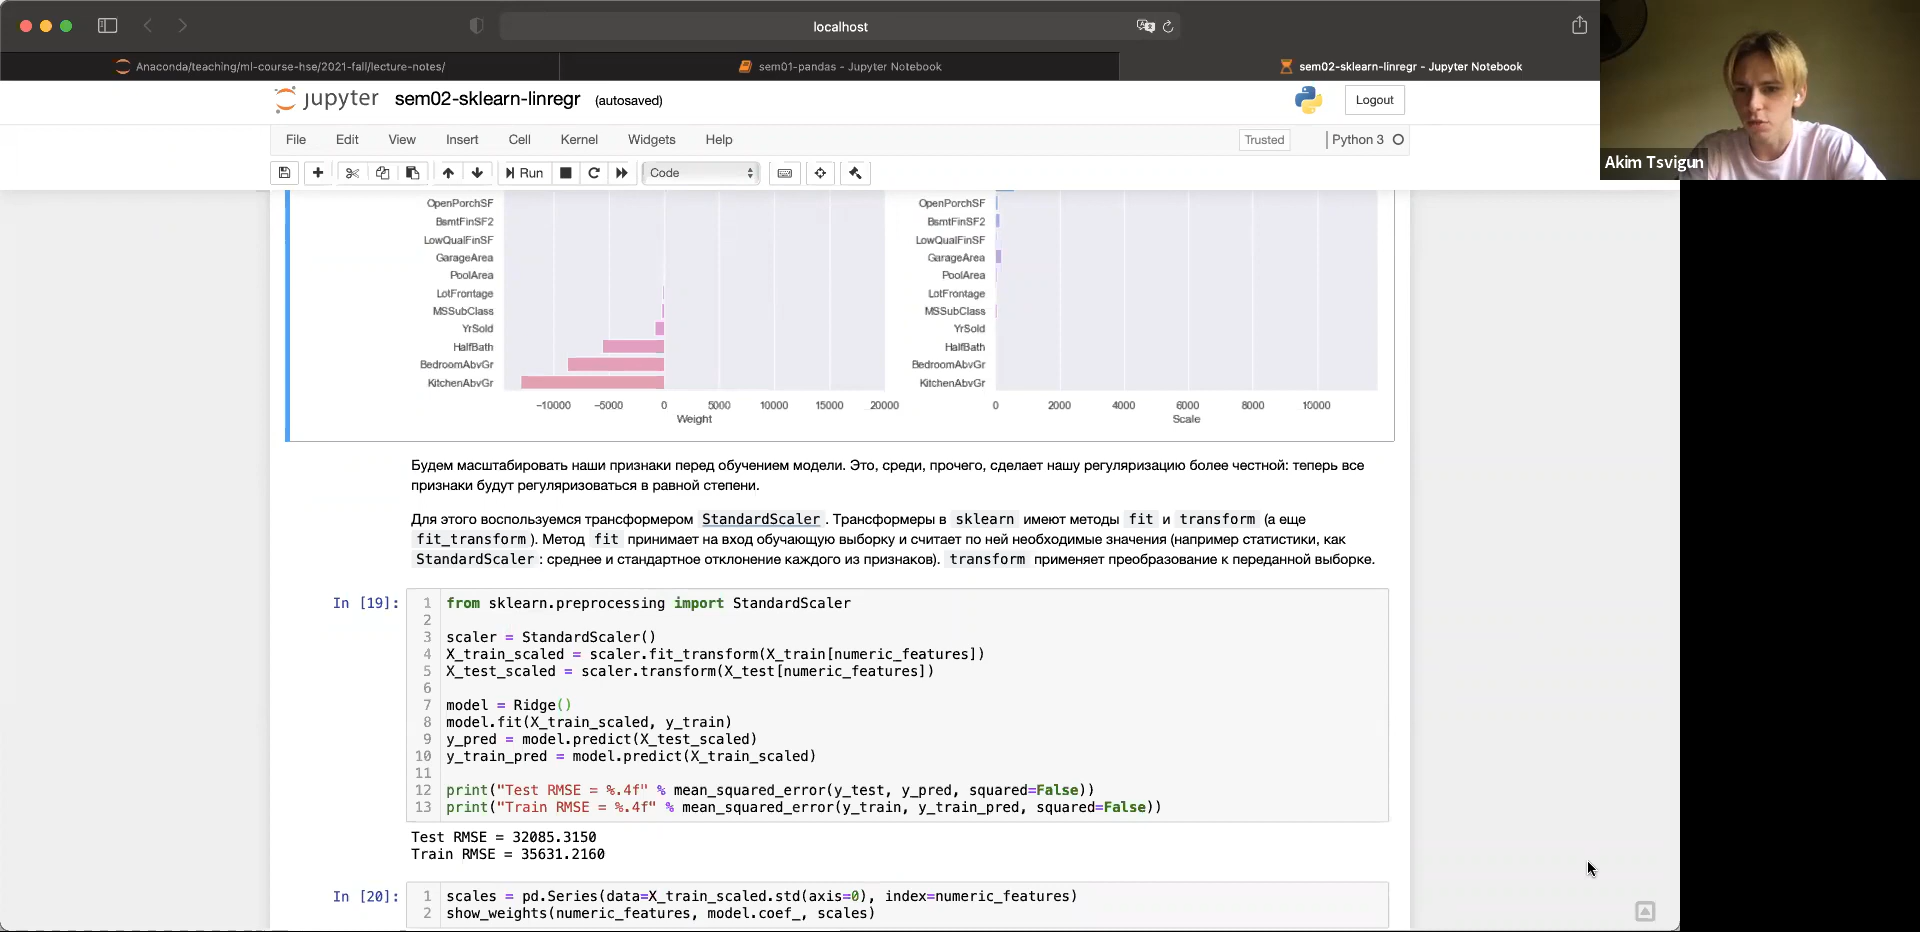 localhost
Anaconda/teaching/ml-course-hse/2021-fall/lecture-notes/
sem01-pandas - Jupyter Notebook
sem02-sklearn-linregr - Jupyter Notebook
Akim Tsvigun
jupyter sem02-sklearn-linregr (autosaved)
Logout
File Edit View Insert Cell Kernel Widgets Help
Trusted Python 3
Run Code
OpenPorchSF
BsmtFinSF2
LowQualFinSF
GarageArea
PoolArea
LotFrontage
MSSubClass
YrSold
HalfBath
BedroomAbvGr
KitchenAbvGr
−10000 −5000 0 5000 10000 15000 20000
Weight
OpenPorchSF
BsmtFinSF2
LowQualFinSF
GarageArea
PoolArea
LotFrontage
MSSubClass
YrSold
HalfBath
BedroomAbvGr
KitchenAbvGr
0 2000 4000 6000 8000 10000
Scale
Будем масштабировать наши признаки перед обучением модели. Это, среди, прочего, сделает нашу регуляризацию более честной: теперь все
признаки будут регуляризоваться в равной степени.
Для этого воспользуемся трансформером StandardScaler . Трансформеры в sklearn имеют методы fit и transform (а еще
fit_transform ). Метод fit принимает на вход обучающую выборку и считает по ней необходимые значения (например статистики, как
StandardScaler : среднее и стандартное отклонение каждого из признаков). transform применяет преобразование к переданной выборке.
In [19]:
1 from sklearn.preprocessing import StandardScaler
2
3 scaler = StandardScaler()
4 X_train_scaled = scaler.fit_transform(X_train[numeric_features])
5 X_test_scaled = scaler.transform(X_test[numeric_features])
6
7 model = Ridge()
8 model.fit(X_train_scaled, y_train)
9 y_pred = model.predict(X_test_scaled)
10 y_train_pred = model.predict(X_train_scaled)
11
12 print("Test RMSE = %.4f" % mean_squared_error(y_test, y_pred, squared=False))
13 print("Train RMSE = %.4f" % mean_squared_error(y_train, y_train_pred, squared=False))
Test RMSE = 32085.3150
Train RMSE = 35631.2160
In [20]:
1 scales = pd.Series(data=X_train_scaled.std(axis=0), index=numeric_features)
2 show_weights(numeric_features, model.coef_, scales)